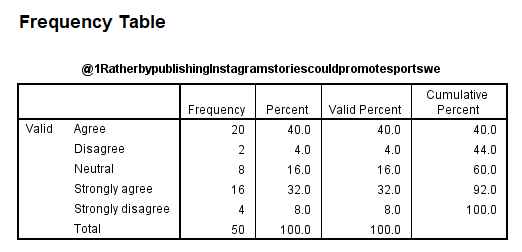 Frequency Table
@1RatherbypublishingInstagramstoriescouldpromotesportswe
Frequency Percent Valid Percent Cumulative Percent
Valid Agree 20 40.0 40.0 40.0
Disagree 2 4.0 4.0 44.0
Neutral 8 16.0 16.0 60.0
Strongly agree 16 32.0 32.0 92.0
Strongly disagree 4 8.0 8.0 100.0
Total 50 100.0 100.0